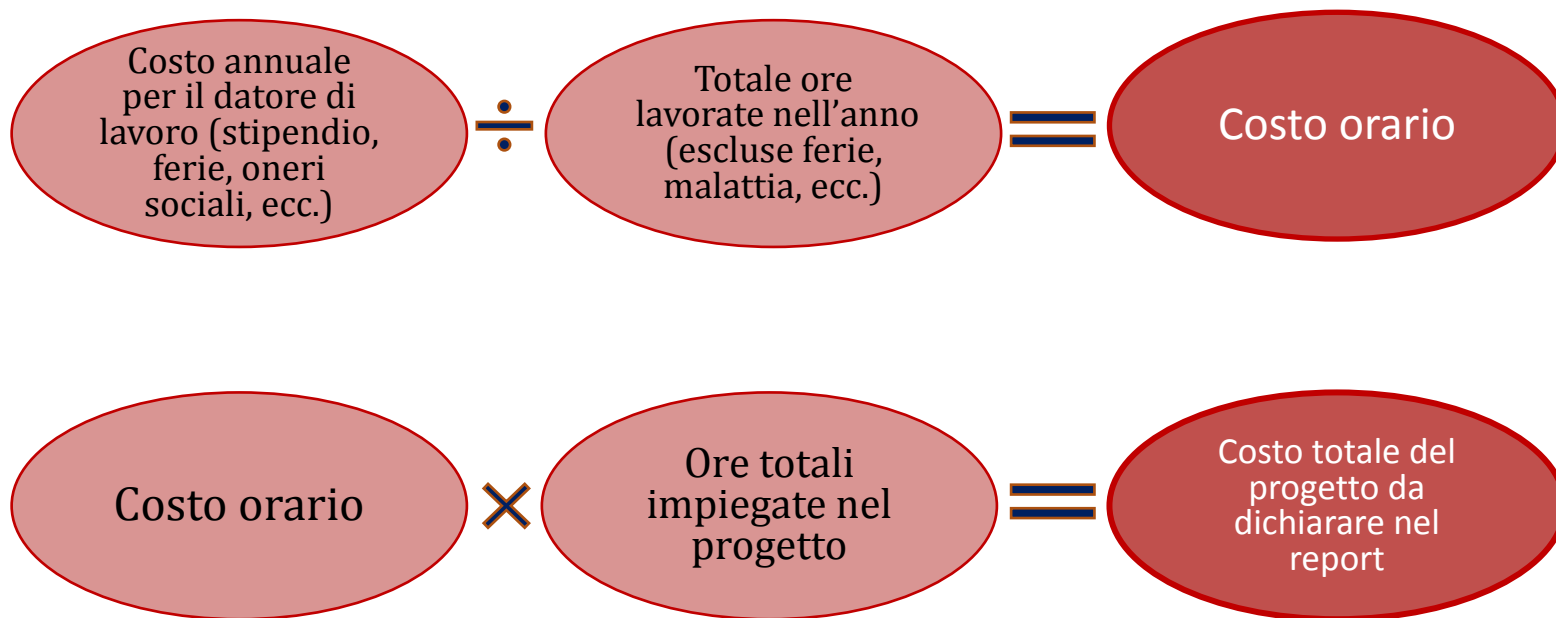 Costo annuale
per il datore di
lavoro (stipendio,
ferie, oneri
sociali, ecc.)
÷
Totale ore
lavorate nell’anno
(escluse ferie,
malattia, ecc.)
=
Costo orario
Costo orario
×
Ore totali
impiegate nel
progetto
=
Costo totale del
progetto da
dichiarare nel
report